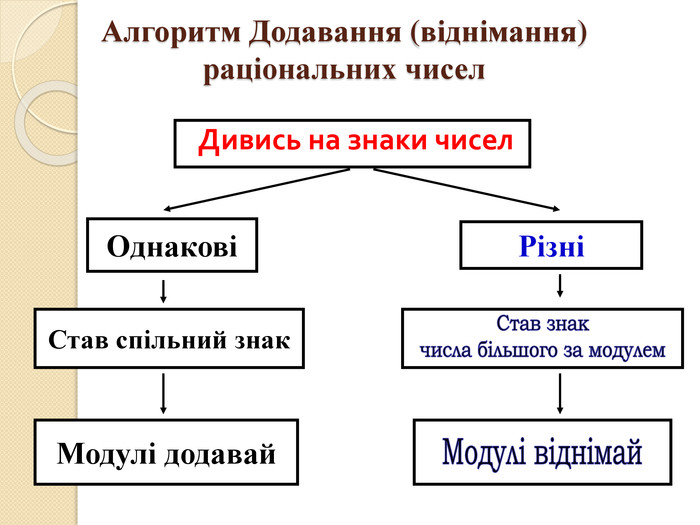 Алгоритм Додавання (віднімання)
раціональних чисел
Дивись на знаки чисел
Однакові
Різні
Став спільний знак
Став знак
числа більшого за модулем
Модулі додавай
Модулі віднімай